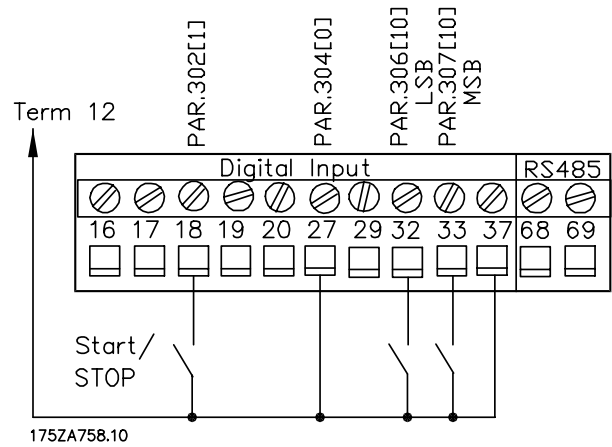 PAR.302[1]
PAR.304[0]
PAR.306[10]
LSB
PAR.307[10]
MSB
Term 12
Digital Input
RS485
16 17 18 19 20 27 29 32 33 37 68 69
Start/
STOP
175ZA758.10